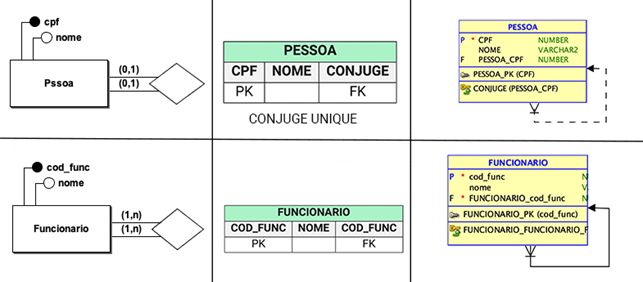 cpf
nome
Pssoa
(0,1)
(0,1)
PESSOA
CPF NOME CONJUGE
PK FK
CONJUGE UNIQUE
PESSOA
P * CPF NUMBER
NOME VARCHAR2
F PESSOA_CPF NUMBER
PESSOA_PK (CPF)
CONJUGE (PESSOA_CPF)
cod_func
nome
Funcionario
(1,n)
(1,n)
FUNCIONARIO
COD_FUNC NOME COD_FUNC
PK FK
FUNCIONARIO
P * cod_func N
nome V
F * FUNCIONARIO_cod_func N
FUNCIONARIO_PK (cod_func)
FUNCIONARIO_FUNCIONARIO_F